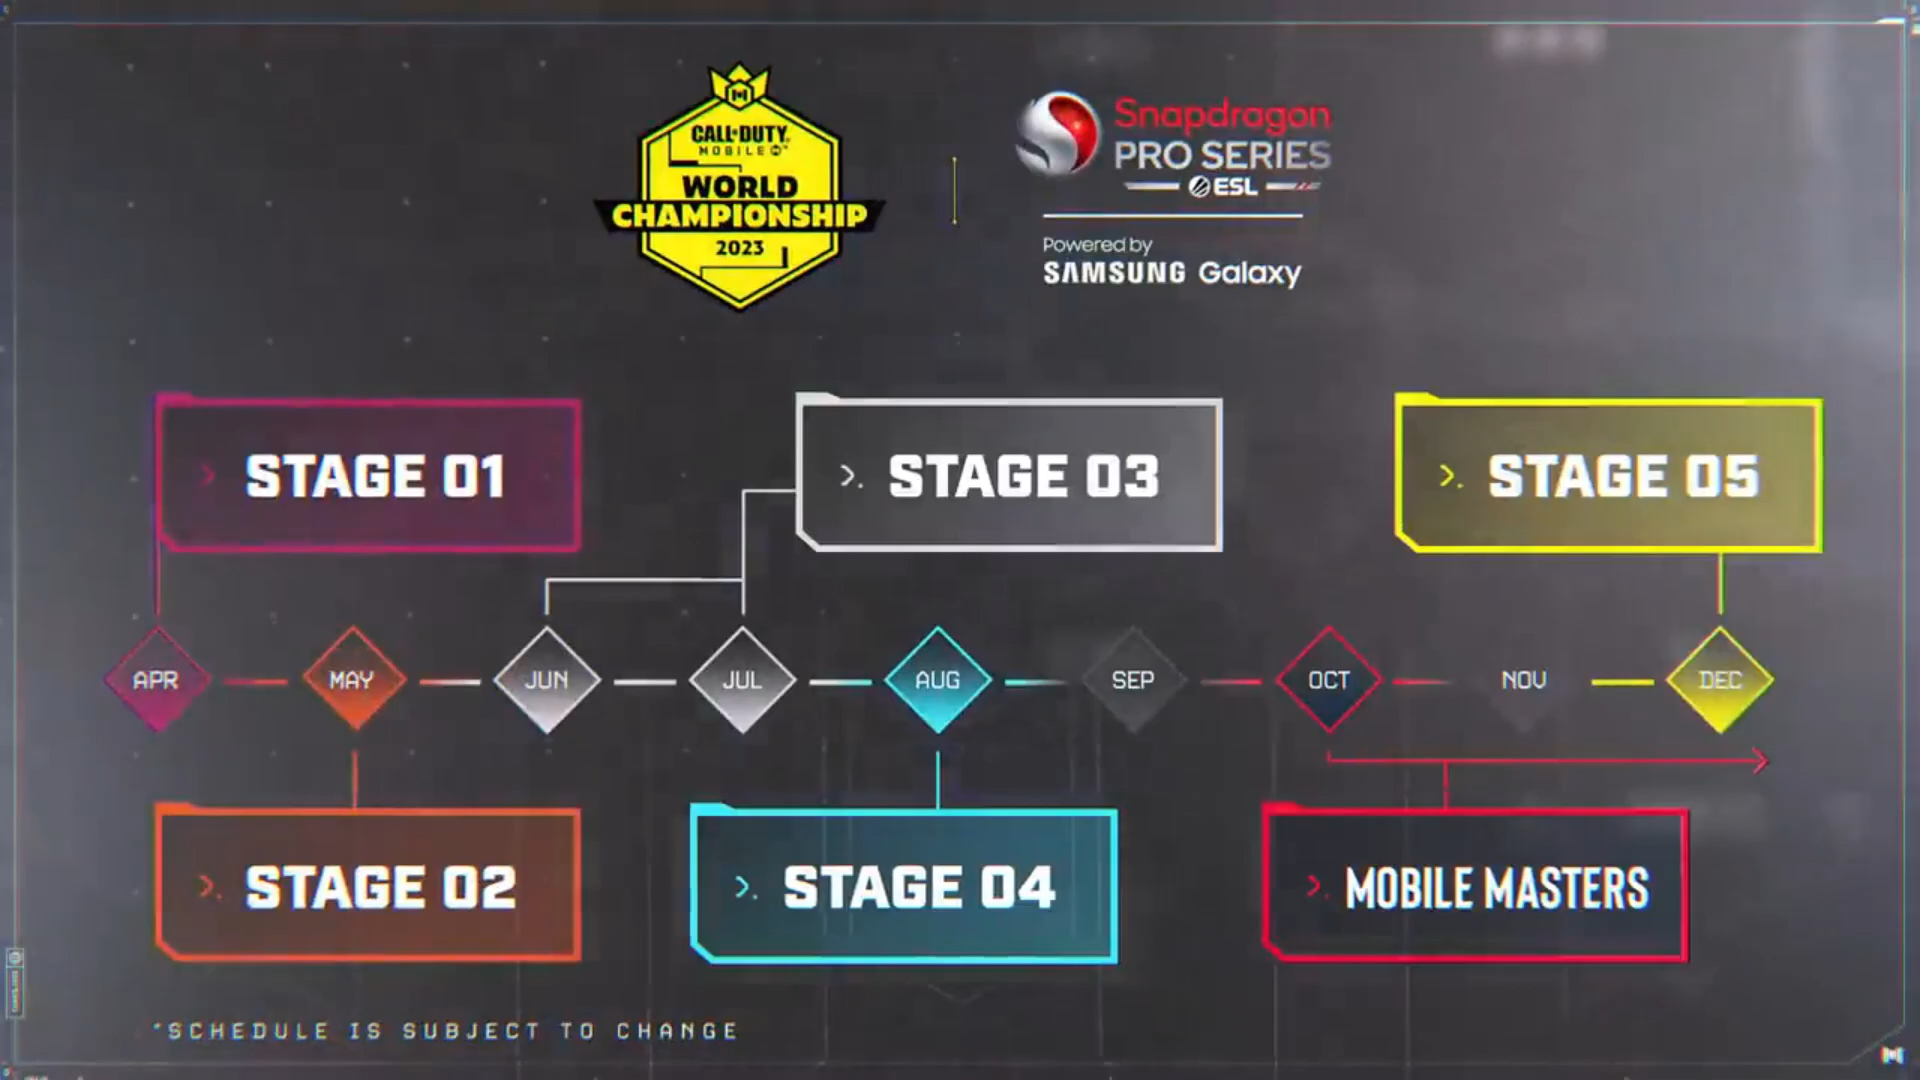 CALL OF DUTY
MOBILE
WORLD
CHAMPIONSHIP
2023
Snapdragon
PRO SERIES
ESL
Powered by
SAMSUNG Galaxy
STAGE 01
STAGE 03
STAGE 05
APR
MAY
JUN
JUL
AUG
SEP
OCT
NOV
DEC
STAGE 02
STAGE 04
MOBILE MASTERS
*SCHEDULE IS SUBJECT TO CHANGE